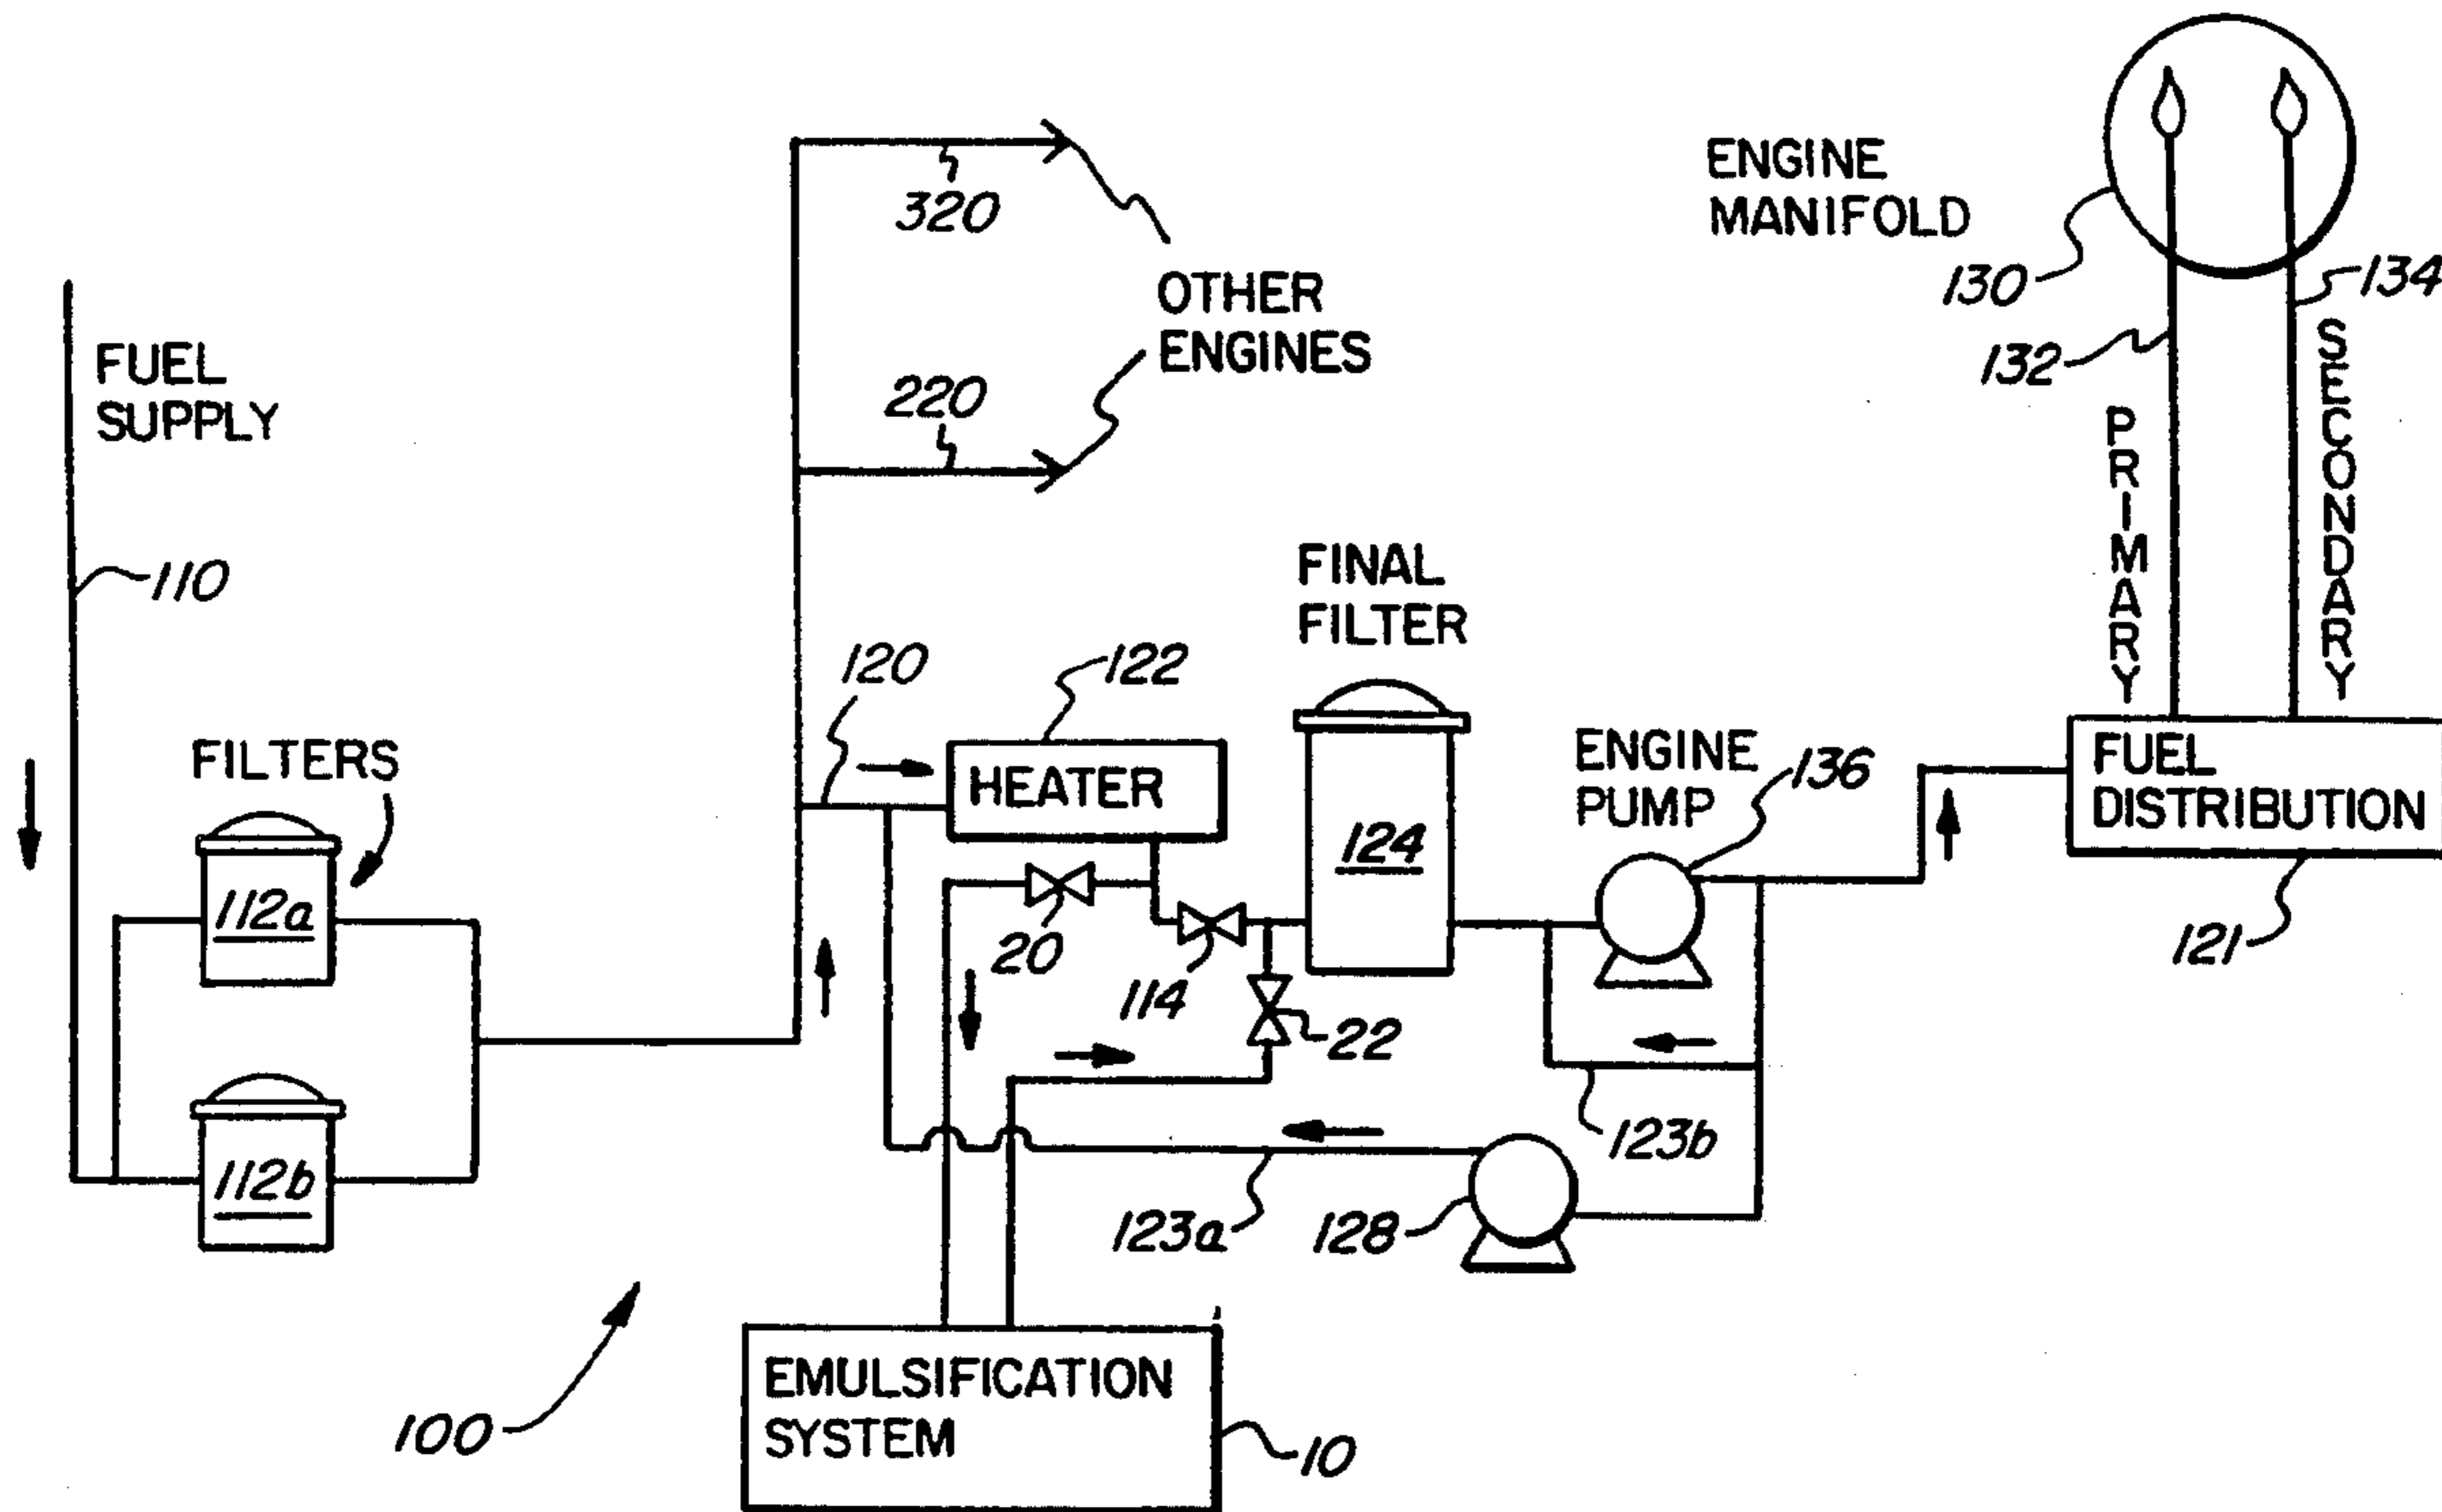 ENGINE
MANIFOLD
130
134
132
PRIMARY
SECONDARY
320
OTHER
ENGINES
220
FUEL
SUPPLY
110
FINAL
FILTER
120
122
HEATER
124
FILTERS
112a
112b
ENGINE
PUMP
136
FUEL
DISTRIBUTION
121
20
114
22
123b
123a
128
EMULSIFICATION
SYSTEM
10
100